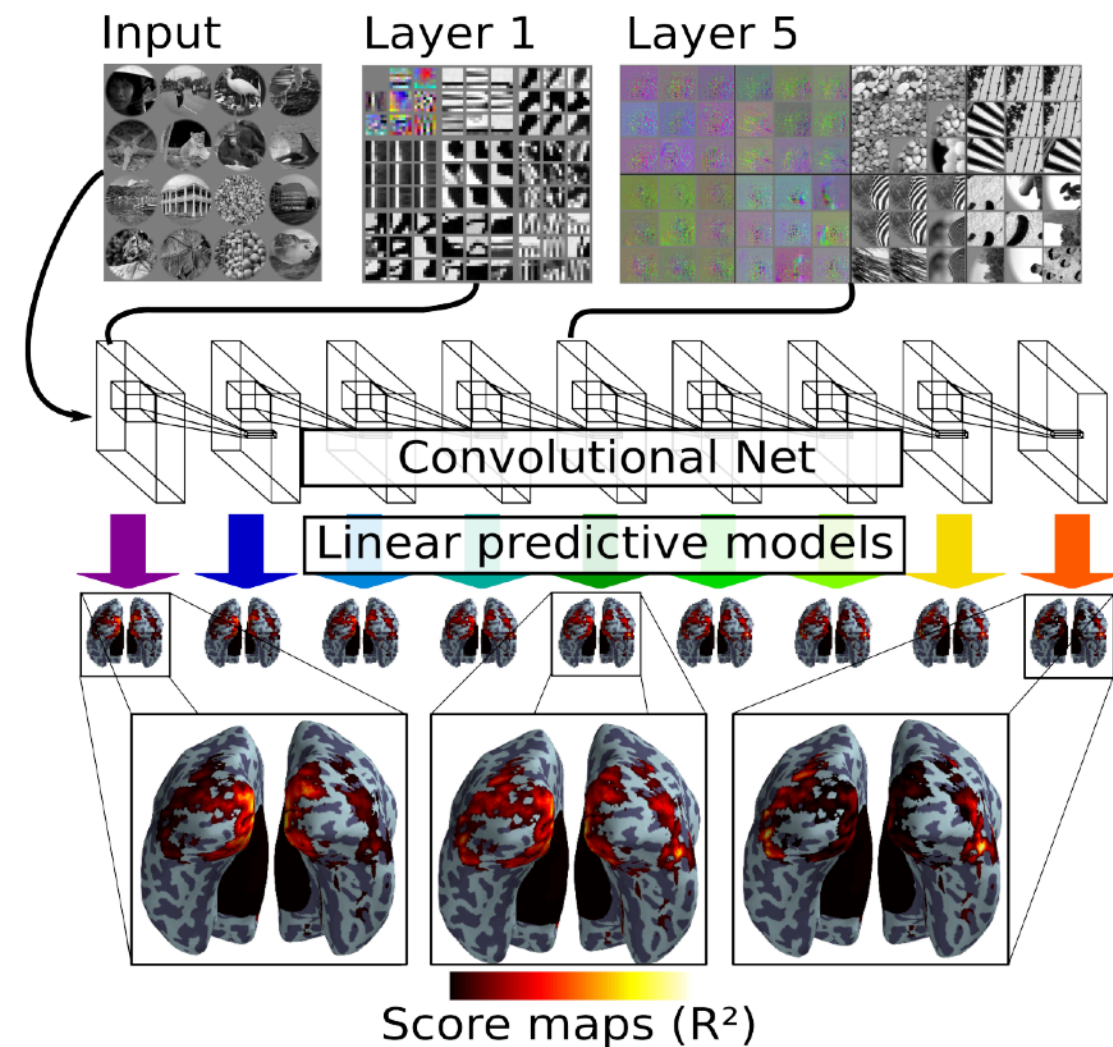 Input
Layer 1
Layer 5
Convolutional Net
Linear predictive models
Score maps (R²)